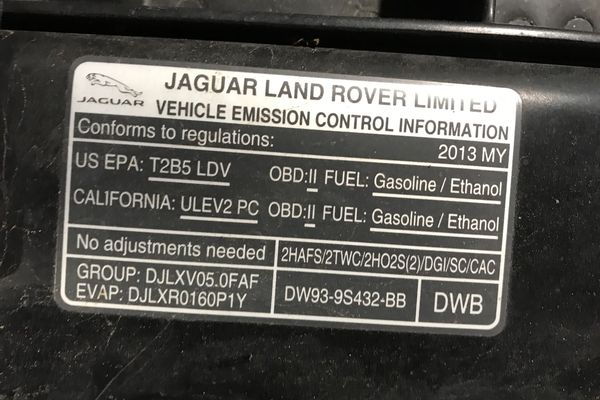 JAGUAR
JAGUAR LAND ROVER LIMITED
VEHICLE EMISSION CONTROL INFORMATION
Conforms to regulations: 2013 MY
US EPA: T2B5 LDV OBD:II FUEL: Gasoline / Ethanol
CALIFORNIA: ULEV2 PC OBD:II FUEL: Gasoline / Ethanol
No adjustments needed 2HAFS/2TWC/2HO2S(2)/DGI/SC/CAC
GROUP: DJLXV05.0FAF
EVAP: DJLXR0160P1Y
DW93-9S432-BB DWB